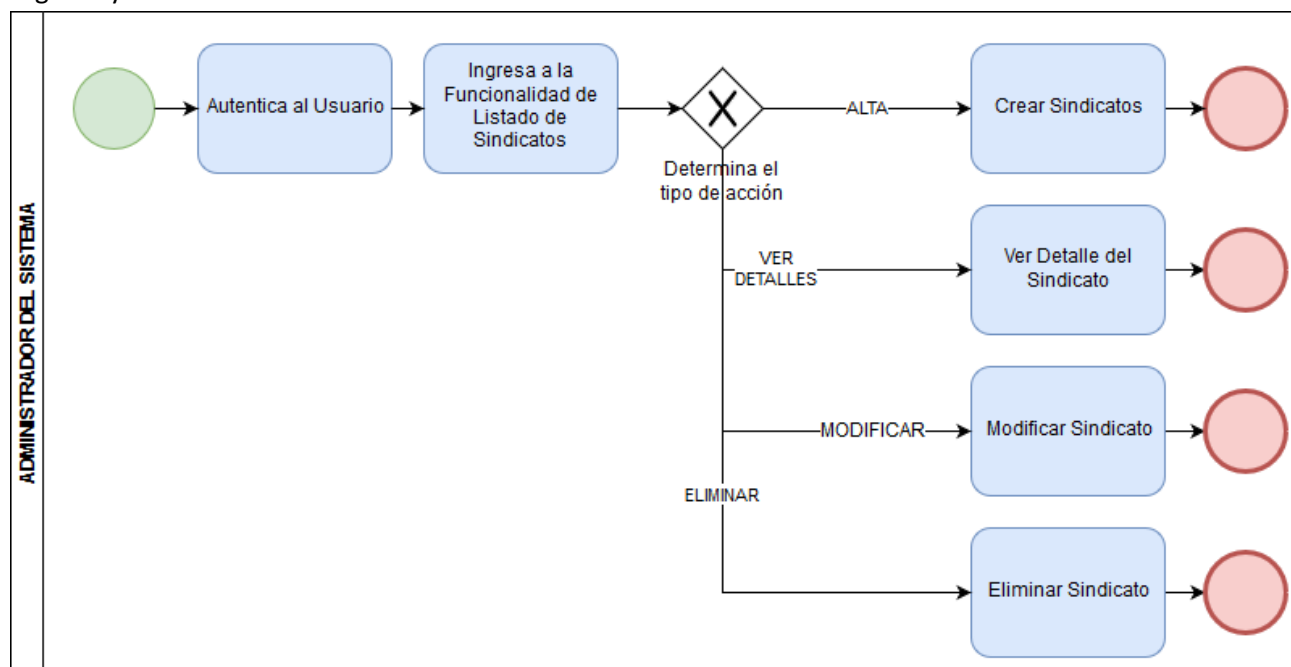 ADMINISTRADOR DEL SISTEMA
Autentica al Usuario
Ingresa a la
Funcionalidad de
Listado de
Sindicatos
Determina el
tipo de acción
ALTA
Crear Sindicatos
VER
DETALLES
Ver Detalle del
Sindicato
MODIFICAR
Modificar Sindicato
ELIMINAR
Eliminar Sindicato